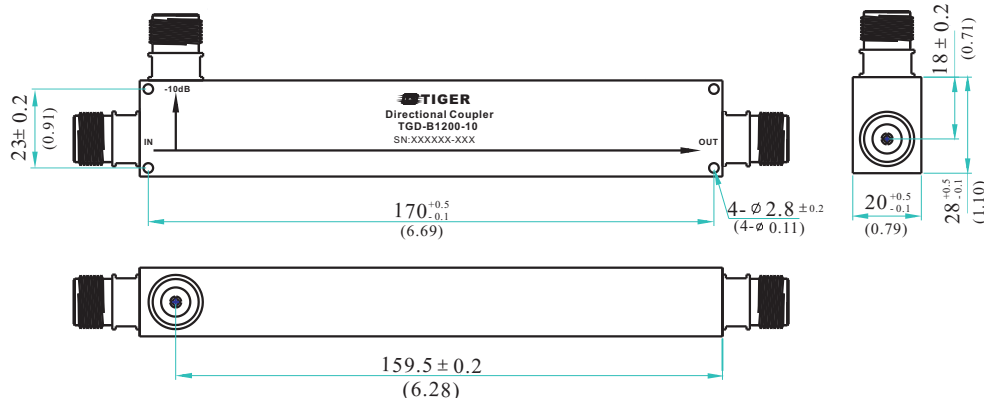 -10dB
TIGER
Directional Coupler
TGD-B1200-10
SN:XXXXXX-XXX
IN
OUT
23± 0.2
(0.91)
170 +0.5 -0.1
(6.69)
4-ø 2.8 ±0.2
(4-ø 0.11)
18 ± 0.2
(0.71)
20 +0.5 -0.1
(0.79)
28 +0.5 -0.1
(1.10)
159.5 ± 0.2
(6.28)